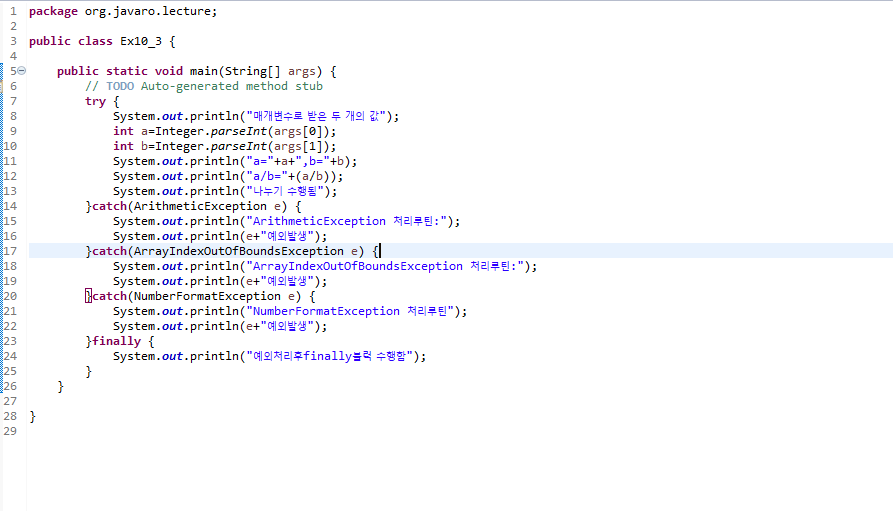 1 package org.javaro.lecture;
2
3 public class Ex10_3 {
4
5 public static void main(String[] args) {
6 // TODO Auto-generated method stub
7 try {
8 System.out.println("매개변수로 받은 두 개의 값");
9 int a=Integer.parseInt(args[0]);
10 int b=Integer.parseInt(args[1]);
11 System.out.println("a="+a+",b="+b);
12 System.out.println("a/b="+(a/b));
13 System.out.println("나누기 수행됨");
14 }catch(ArithmeticException e) {
15 System.out.println("ArithmeticException 처리루틴:");
16 System.out.println(e+"예외발생");
17 }catch(ArrayIndexOutOfBoundsException e) {
18 System.out.println("ArrayIndexOutOfBoundsException 처리루틴:");
19 System.out.println(e+"예외발생");
20 }catch(NumberFormatException e) {
21 System.out.println("NumberFormatException 처리루틴");
22 System.out.println(e+"예외발생");
23 }finally {
24 System.out.println("예외처리후finally블럭 수행함");
25 }
26 }
27
28 }
29